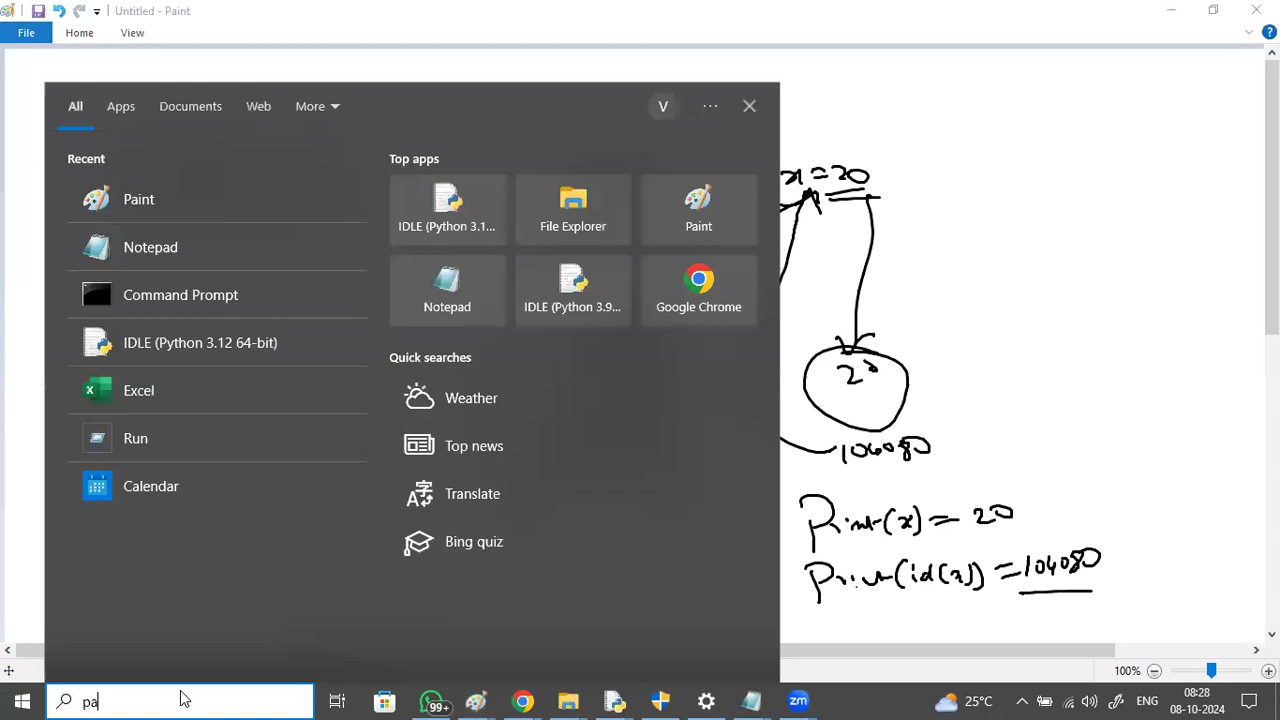 Untitled - Paint
File
Home
View
All
Apps
Documents
Web
More
V
Recent
Paint
Notepad
Command Prompt
IDLE (Python 3.12 64-bit)
Excel
Run
Calendar
Top apps
IDLE (Python 3.1...
File Explorer
Paint
Notepad
IDLE (Python 3.9...
Google Chrome
Quick searches
Weather
Top news
Translate
Bing quiz
x = 20
20
104080
Print(x) = 20
Print(id(x)) = 104080
100%
pa
99+
zm
25°C
ENG
08:28
08-10-2024